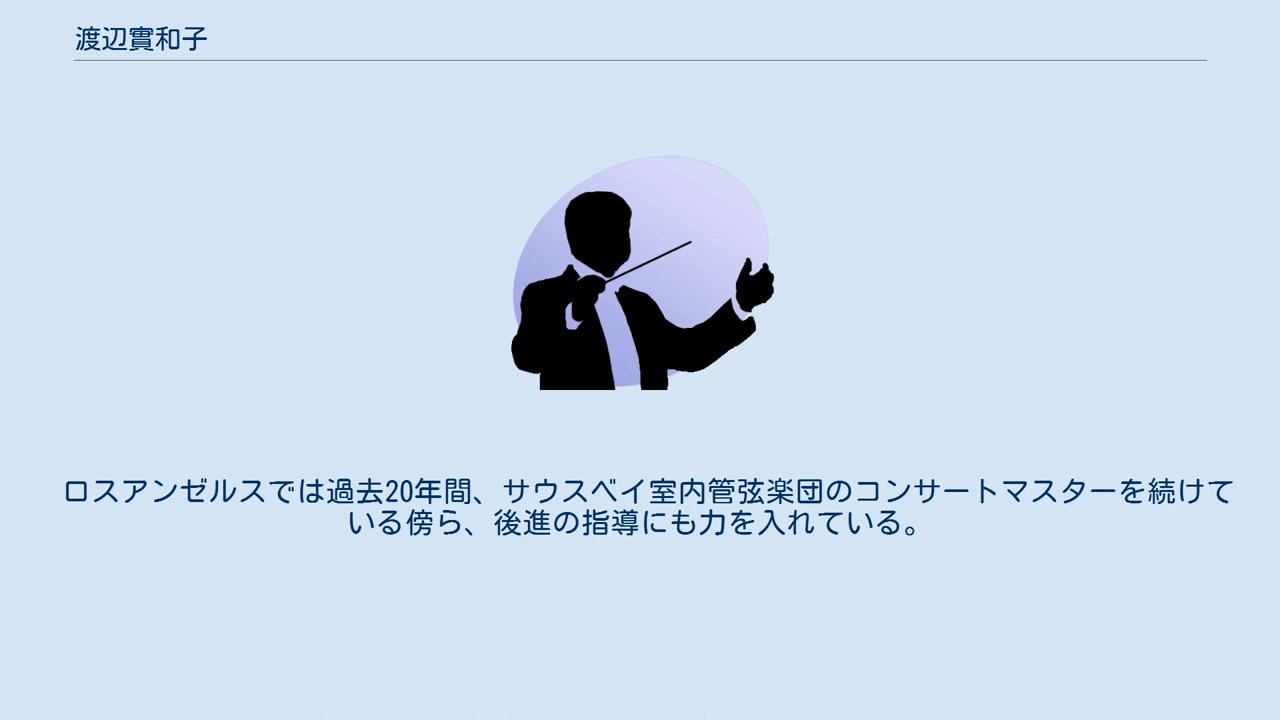 渡辺實和子
ロスアンゼルスでは過去20年間、サウスベイ室内管弦楽団のコンサートマスターを続けて
いる傍ら、後進の指導にも力を入れている。